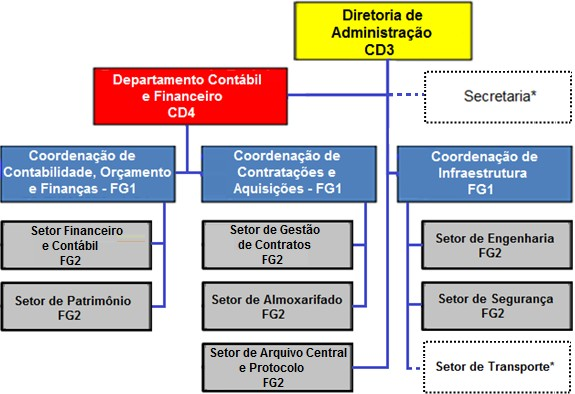 Diretoria de
Administração
CD3
Departamento Contábil
e Financeiro
CD4
Secretaria*
Coordenação de
Contabilidade, Orçamento
e Finanças - FG1
Coordenação de
Contratações e
Aquisições - FG1
Coordenação de
Infraestrutura
FG1
Setor Financeiro
e Contábil
FG2
Setor de Gestão
de Contratos
FG2
Setor de Engenharia
FG2
Setor de Patrimônio
FG2
Setor de Almoxarifado
FG2
Setor de Segurança
FG2
Setor de Arquivo Central
e Protocolo
FG2
Setor de Transporte*